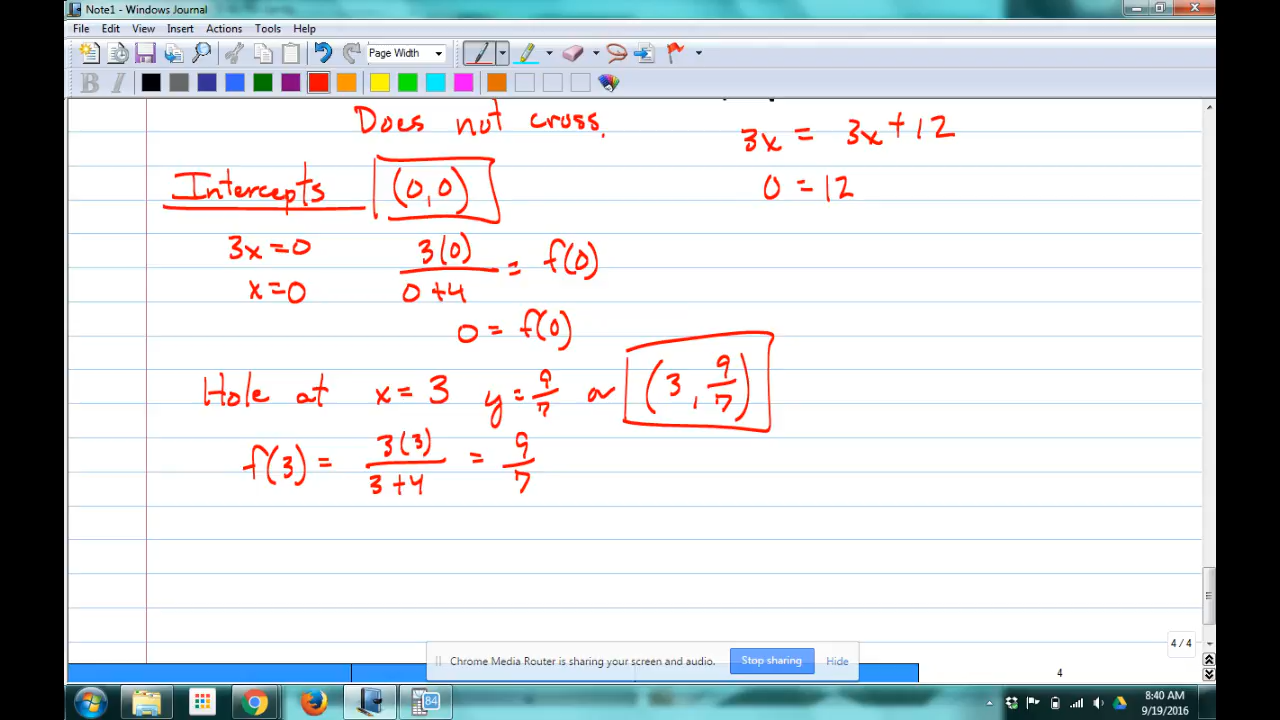 Note1 - Windows Journal
File Edit View Insert Actions Tools Help
Page Width
Does not cross.
3x = 3x + 12
0 = 12
Intercepts (0,0)
3x = 0
x = 0
3(0)/(0 + 4) = f(0)
0 = f(0)
Hole at x = 3 y = 9/7 or (3, 9/7)
f(3) = 3(3)/(3 + 4) = 9/7
4/4
Chrome Media Router is sharing your screen and audio. Stop sharing Hide
4
84
8:40 AM
9/19/2016